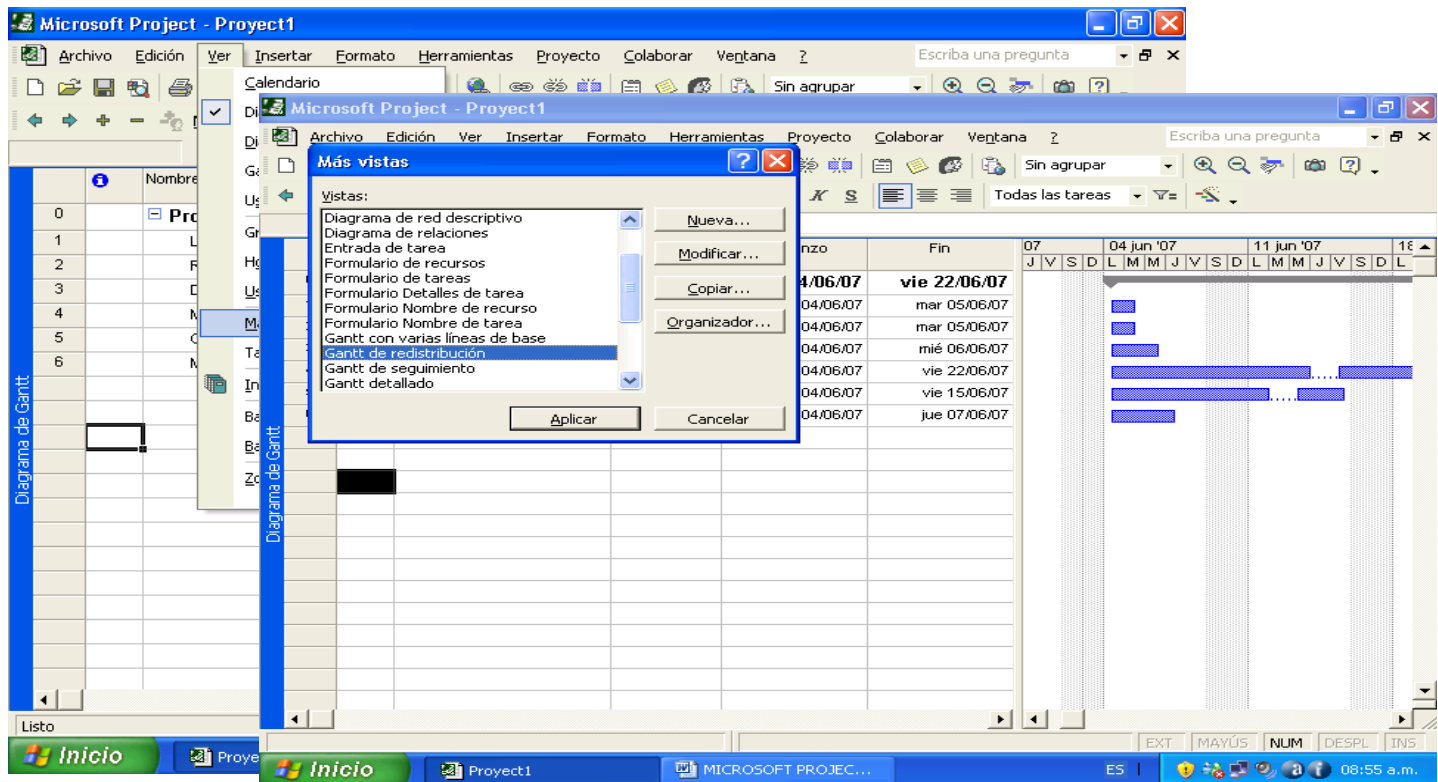 Microsoft Project - Proyect1
Archivo Edición Ver Insertar Formato Herramientas Proyecto Colaborar Ventana ? Escriba una pregunta
Calendario
Sin agrupar
Nombre
0
1
2
3
4
5
6
Diagrama de Gantt
Listo
Inicio
Microsoft Project - Proyect1
Archivo Edición Ver Insertar Formato Herramientas Proyecto Colaborar Ventana ? Escriba una pregunta
Sin agrupar
K S Todas las tareas
Más vistas
Vistas:
Diagrama de red descriptivo
Diagrama de relaciones
Entrada de tarea
Formulario de recursos
Formulario de tareas
Formulario Detalles de tarea
Formulario Nombre de recurso
Formulario Nombre de tarea
Gantt con varias líneas de base
Gantt de redistribución
Gantt de seguimiento
Gantt detallado
Nueva...
Modificar...
Copiar...
Organizador...
Aplicar Cancelar
Fin 07 04 jun '07 11 jun '07
J V S D L M M J V S D L M M J V S D L
vie 22/06/07
04/06/07 mar 05/06/07
04/06/07 mar 05/06/07
04/06/07 mié 06/06/07
04/06/07 vie 22/06/07
04/06/07 vie 15/06/07
04/06/07 jue 07/06/07
Diagrama de Gantt
EXT MAYÚS NUM DESPL INS
Inicio Proyect1 MICROSOFT PROJEC... ES 08:55 a.m.